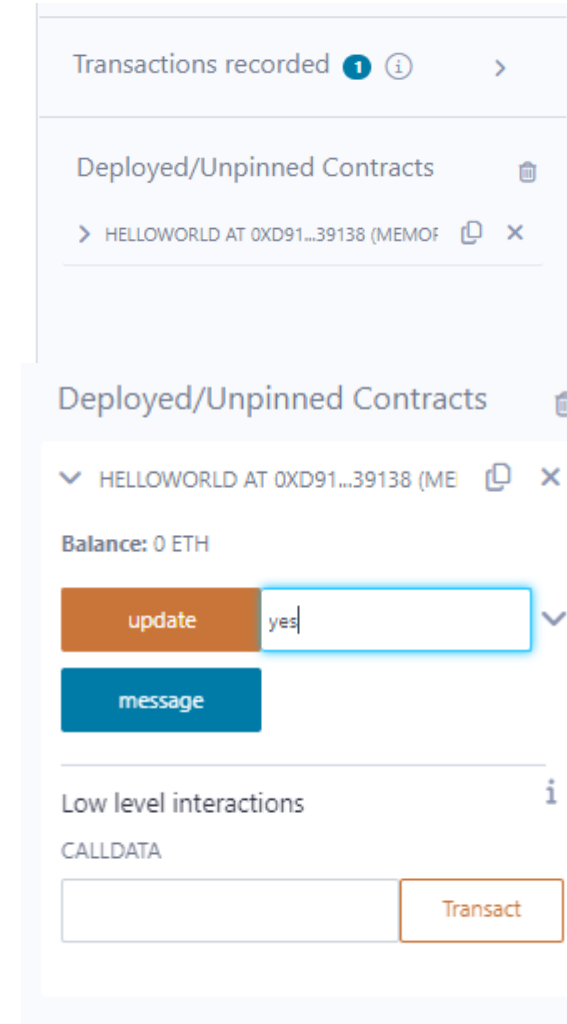 Transactions recorded 1 i
Deployed/Unpinned Contracts
HELLOWORLD AT 0XD91...39138 (MEMOF
Deployed/Unpinned Contracts
HELLOWORLD AT 0XD91...39138 (ME
Balance: 0 ETH
update yes
message
Low level interactions i
CALLDATA
Transact